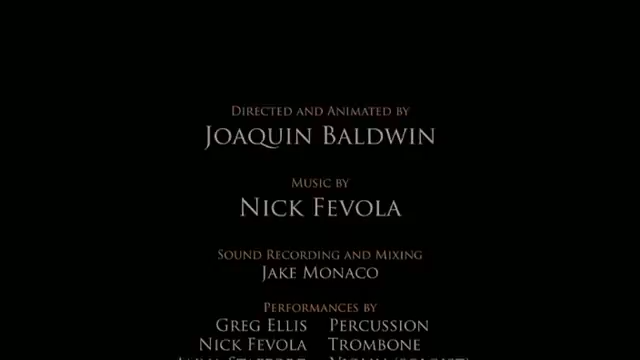 Directed and Animated by
Joaquin Baldwin
Music by
Nick Fevola
Sound Recording and Mixing
Jake Monaco
Performances by
Greg Ellis Percussion
Nick Fevola Trombone